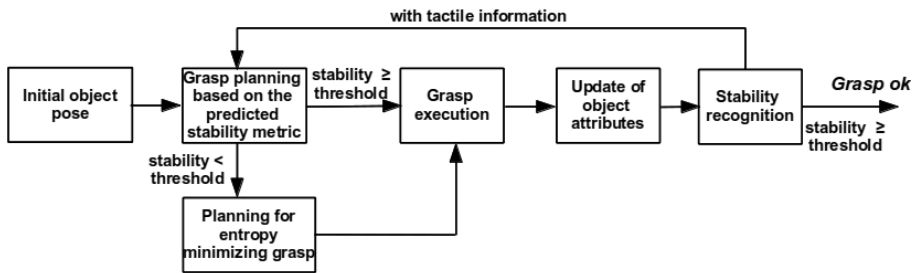 with tactile information
Initial object
pose
Grasp planning
based on the
predicted
stability metric
stability ≥
threshold
Grasp
execution
Update of
object
attributes
Stability
recognition
Grasp ok
stability ≥
threshold
stability <
threshold
Planning for
entropy
minimizing grasp